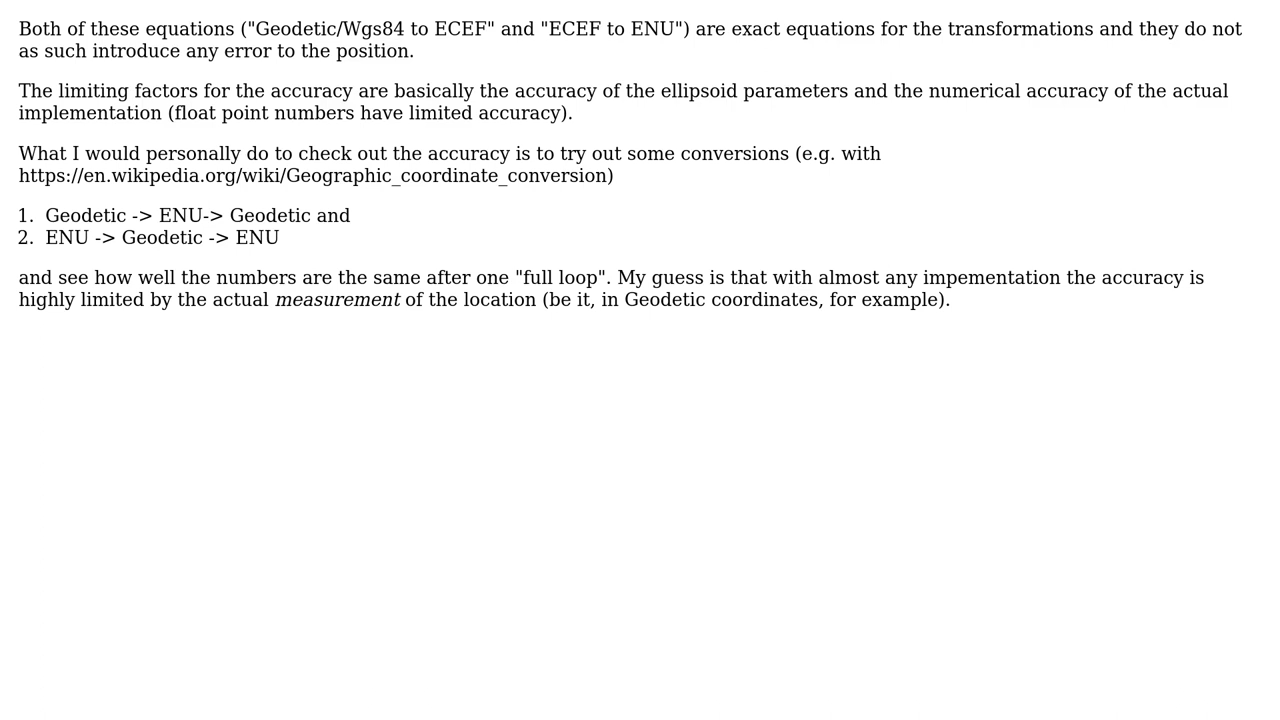 Both of these equations ("Geodetic/Wgs84 to ECEF" and "ECEF to ENU") are exact equations for the transformations and they do not
as such introduce any error to the position.
The limiting factors for the accuracy are basically the accuracy of the ellipsoid parameters and the numerical accuracy of the actual
implementation (float point numbers have limited accuracy).
What I would personally do to check out the accuracy is to try out some conversions (e.g. with
https://en.wikipedia.org/wiki/Geographic_coordinate_conversion)
1. Geodetic -> ENU-> Geodetic and
2. ENU -> Geodetic -> ENU
and see how well the numbers are the same after one "full loop". My guess is that with almost any impementation the accuracy is
highly limited by the actual measurement of the location (be it, in Geodetic coordinates, for example).